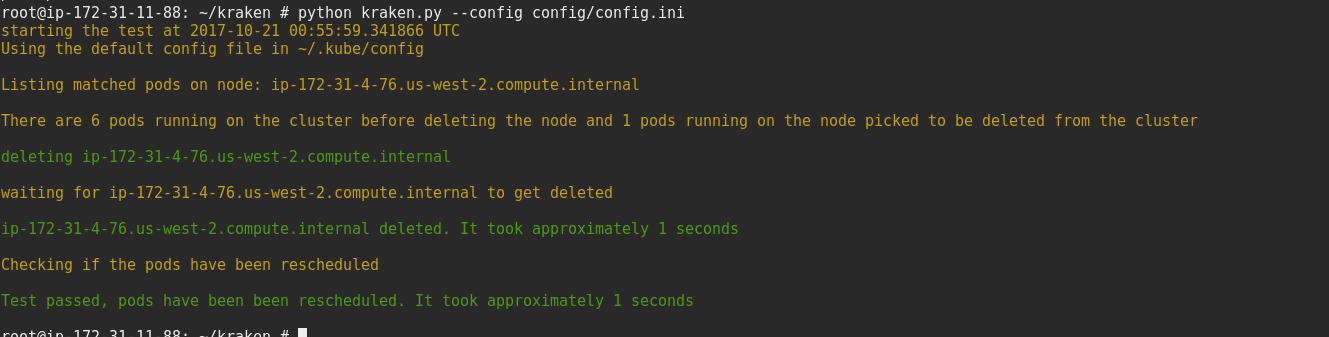 root@ip-172-31-11-88: ~/kraken # python kraken.py --config config/config.ini
starting the test at 2017-10-21 00:55:59.341866 UTC
Using the default config file in ~/.kube/config
Listing matched pods on node: ip-172-31-4-76.us-west-2.compute.internal
There are 6 pods running on the cluster before deleting the node and 1 pods running on the node picked to be deleted from the cluster
deleting ip-172-31-4-76.us-west-2.compute.internal
waiting for ip-172-31-4-76.us-west-2.compute.internal to get deleted
ip-172-31-4-76.us-west-2.compute.internal deleted. It took approximately 1 seconds
Checking if the pods have been rescheduled
Test passed, pods have been been rescheduled. It took approximately 1 seconds
root@ip-172-31-11-88: ~/kraken #